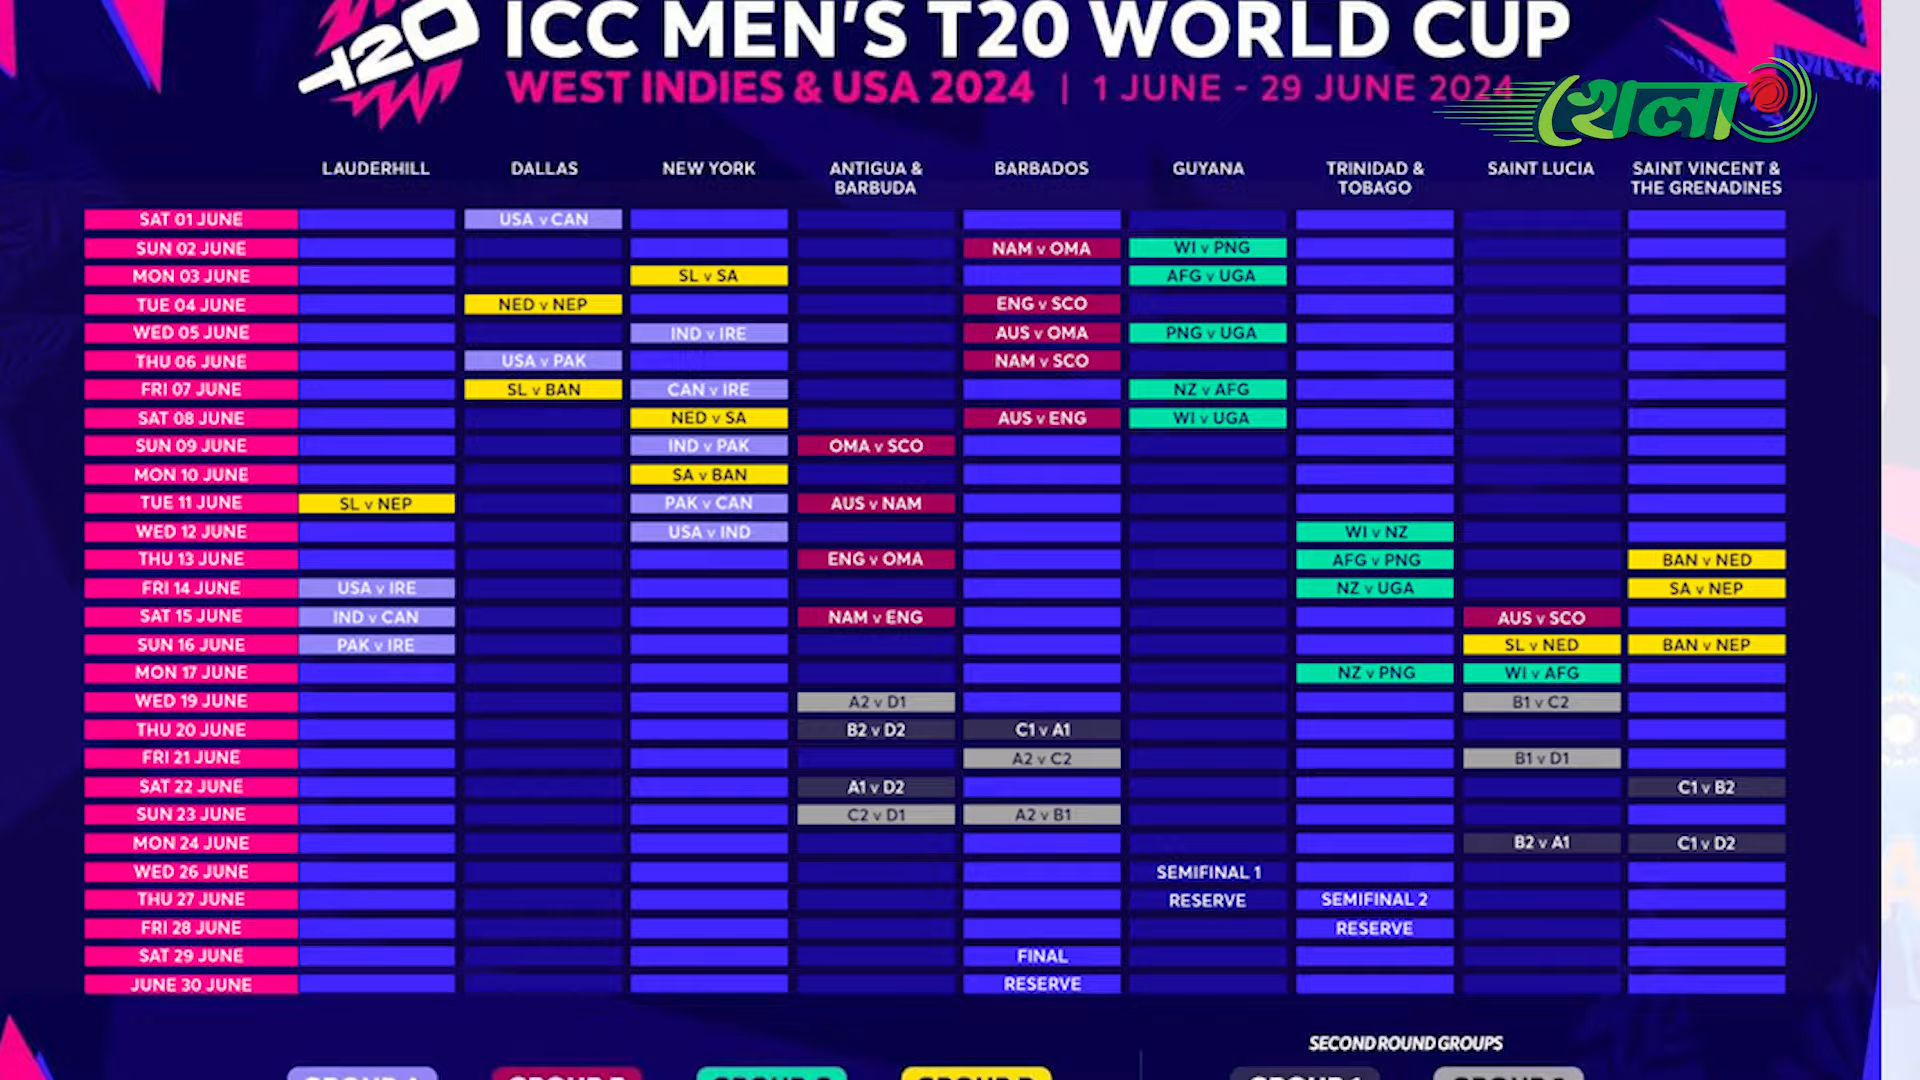 T20 ICC MEN'S T20 WORLD CUP
WEST INDIES & USA 2024 | 1 JUNE - 29 JUNE 2024
খেলা
LAUDERHILL DALLAS NEW YORK ANTIGUA & BARBUDA BARBADOS GUYANA TRINIDAD & TOBAGO SAINT LUCIA SAINT VINCENT & THE GRENADINES
SAT 01 JUNE USA v CAN
SUN 02 JUNE NAM v OMA WI v PNG
MON 03 JUNE SL v SA AFG v UGA
TUE 04 JUNE NED v NEP ENG v SCO
WED 05 JUNE IND v IRE AUS v OMA PNG v UGA
THU 06 JUNE USA v PAK NAM v SCO
FRI 07 JUNE SL v BAN CAN v IRE NZ v AFG
SAT 08 JUNE NED v SA AUS v ENG WI v UGA
SUN 09 JUNE IND v PAK OMA v SCO
MON 10 JUNE SA v BAN
TUE 11 JUNE SL v NEP PAK v CAN AUS v NAM
WED 12 JUNE USA v IND WI v NZ
THU 13 JUNE ENG v OMA AFG v PNG BAN v NED
FRI 14 JUNE USA v IRE NZ v UGA SA v NEP
SAT 15 JUNE IND v CAN NAM v ENG AUS v SCO
SUN 16 JUNE PAK v IRE SL v NED BAN v NEP
MON 17 JUNE NZ v PNG WI v AFG
WED 19 JUNE A2 v D1 B1 v C2
THU 20 JUNE B2 v D2 C1 v A1
FRI 21 JUNE A2 v C2 B1 v D1
SAT 22 JUNE A1 v D2 C1 v B2
SUN 23 JUNE C2 v D1 A2 v B1
MON 24 JUNE B2 v A1 C1 v D2
WED 26 JUNE SEMIFINAL 1
THU 27 JUNE RESERVE SEMIFINAL 2
FRI 28 JUNE RESERVE
SAT 29 JUNE FINAL
JUNE 30 JUNE RESERVE
SECOND ROUND GROUPS